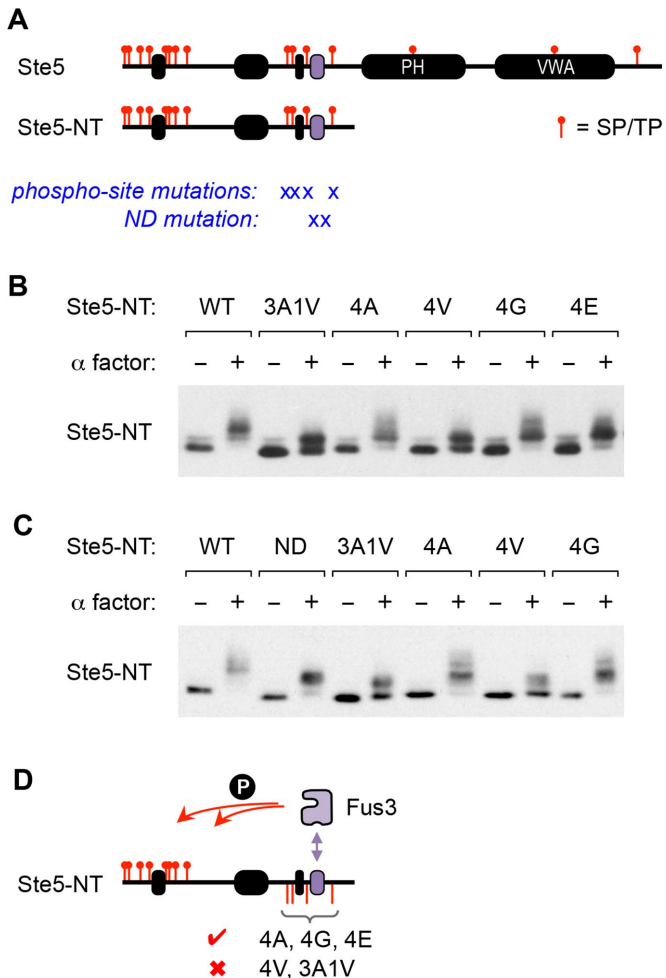 A
Ste5
PH
VWA
Ste5-NT
= SP/TP
phospho-site mutations: xxx x
ND mutation: xx
B
Ste5-NT: WT 3A1V 4A 4V 4G 4E
α factor: – + – + – + – + – + – +
Ste5-NT
C
Ste5-NT: WT ND 3A1V 4A 4V 4G
α factor: – + – + – + – + – + – +
Ste5-NT
D
P
Fus3
Ste5-NT
✓ 4A, 4G, 4E
✖ 4V, 3A1V